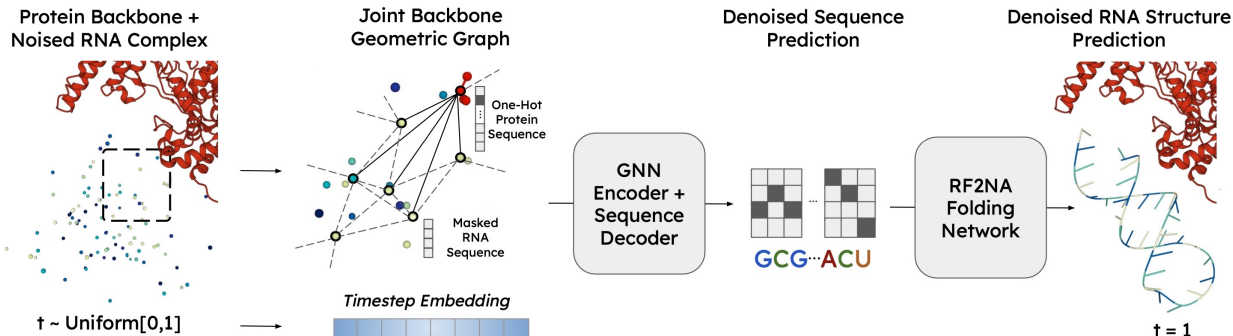 Protein Backbone +
Noised RNA Complex
t ~ Uniform[0,1]
Joint Backbone
Geometric Graph
One-Hot
Protein
Sequence
Masked
RNA
Sequence
Timestep Embedding
GNN
Encoder +
Sequence
Decoder
Denoised Sequence
Prediction
...
GCG...ACU
RF2NA
Folding
Network
Denoised RNA Structure
Prediction
t = 1